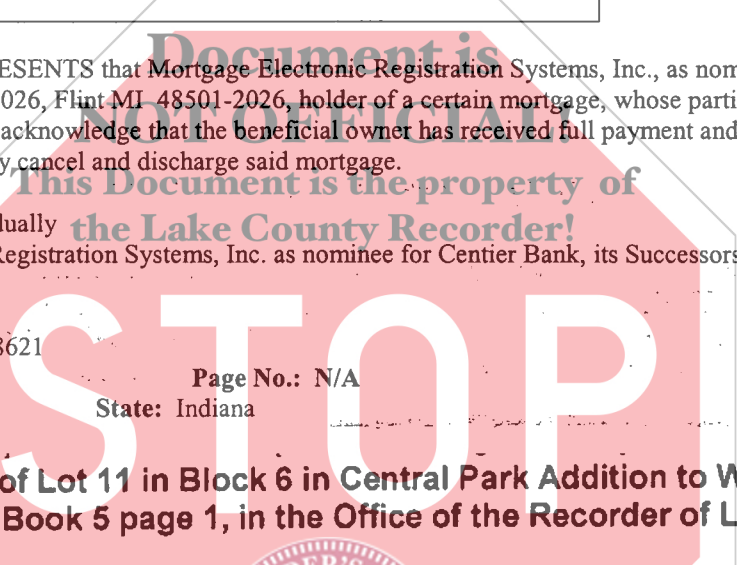 Document is
ESENTS that Mortgage Electronic Registration Systems, Inc., as nom
026, Flint MI 48501-2026, holder of a certain mortgage, whose parti
NOT OFFICIAL!
acknowledge that the beneficial owner has received full payment and
y cancel and discharge said mortgage.
This Document is the property of
dually
the Lake County Recorder!
Registration Systems, Inc. as nominee for Centier Bank, its Successors
8621
Page No.: N/A
State: Indiana
STOP
of Lot 11 in Block 6 in Central Park Addition to W
Book 5 page 1, in the Office of the Recorder of L